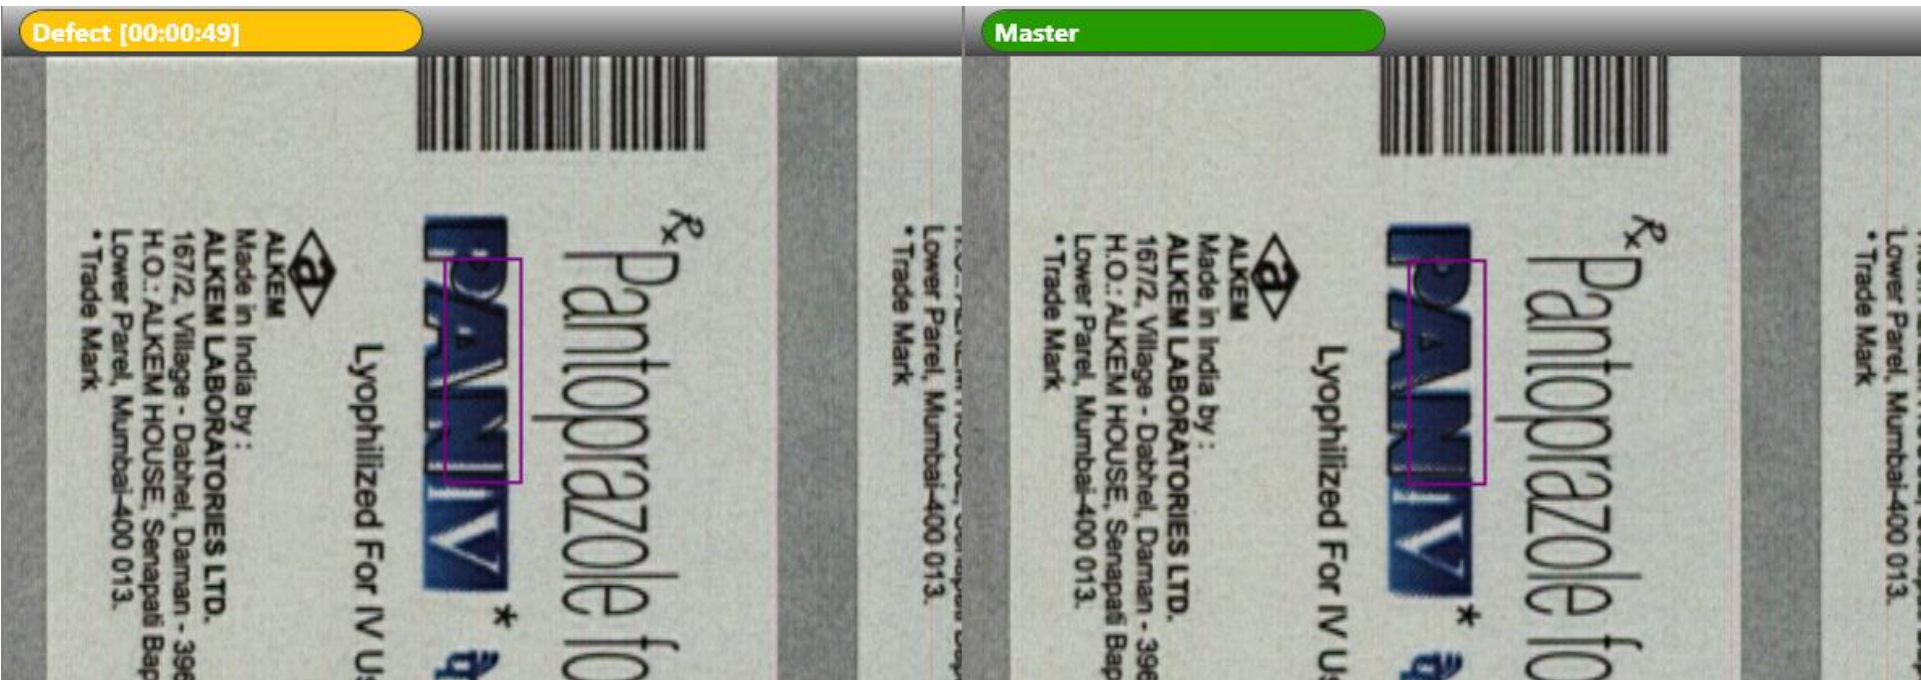 Defect [00:00:49]
Rx
Pantoprazole fo
PAN IV*
Lyophilized For IV Us
a
ALKEM
Made in India by :
ALKEM LABORATORIES LTD.
167/2, Village - Dabhel, Daman - 396
H.O.: ALKEM HOUSE, Senapati Bap
Lower Parel, Mumbai-400 013.
* Trade Mark
Lower Parel, Mumbai-400 013.
* Trade Mark
Master
Rx
Pantoprazole fo
PAN IV*
Lyophilized For IV Us
a
ALKEM
Made in India by :
ALKEM LABORATORIES LTD.
167/2, Village - Dabhel, Daman - 396
H.O.: ALKEM HOUSE, Senapati Bap
Lower Parel, Mumbai-400 013.
* Trade Mark
Lower Parel, Mumbai-400 013.
* Trade Mark